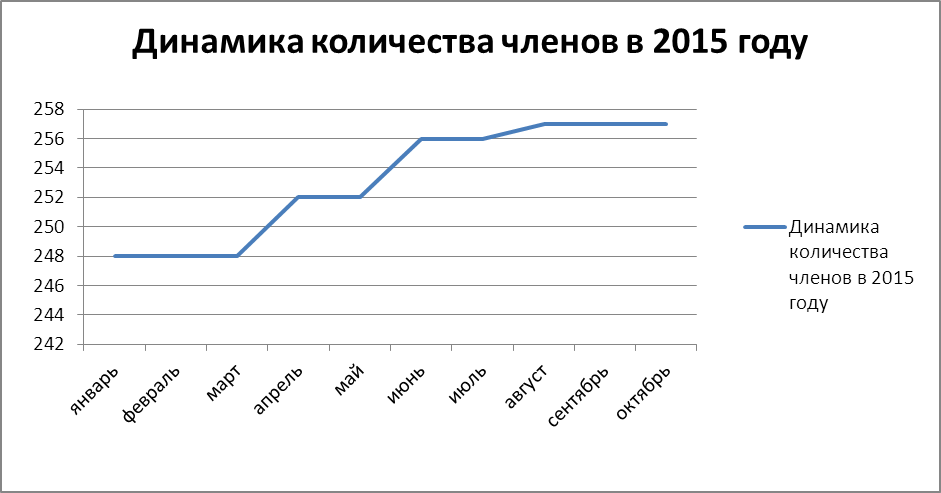 Динамика количества членов в 2015 году
258
256
254
252
250
248
246
244
242
январь
февраль
март
апрель
май
июнь
июль
август
сентябрь
октябрь
Динамика
количества
членов в 2015
году